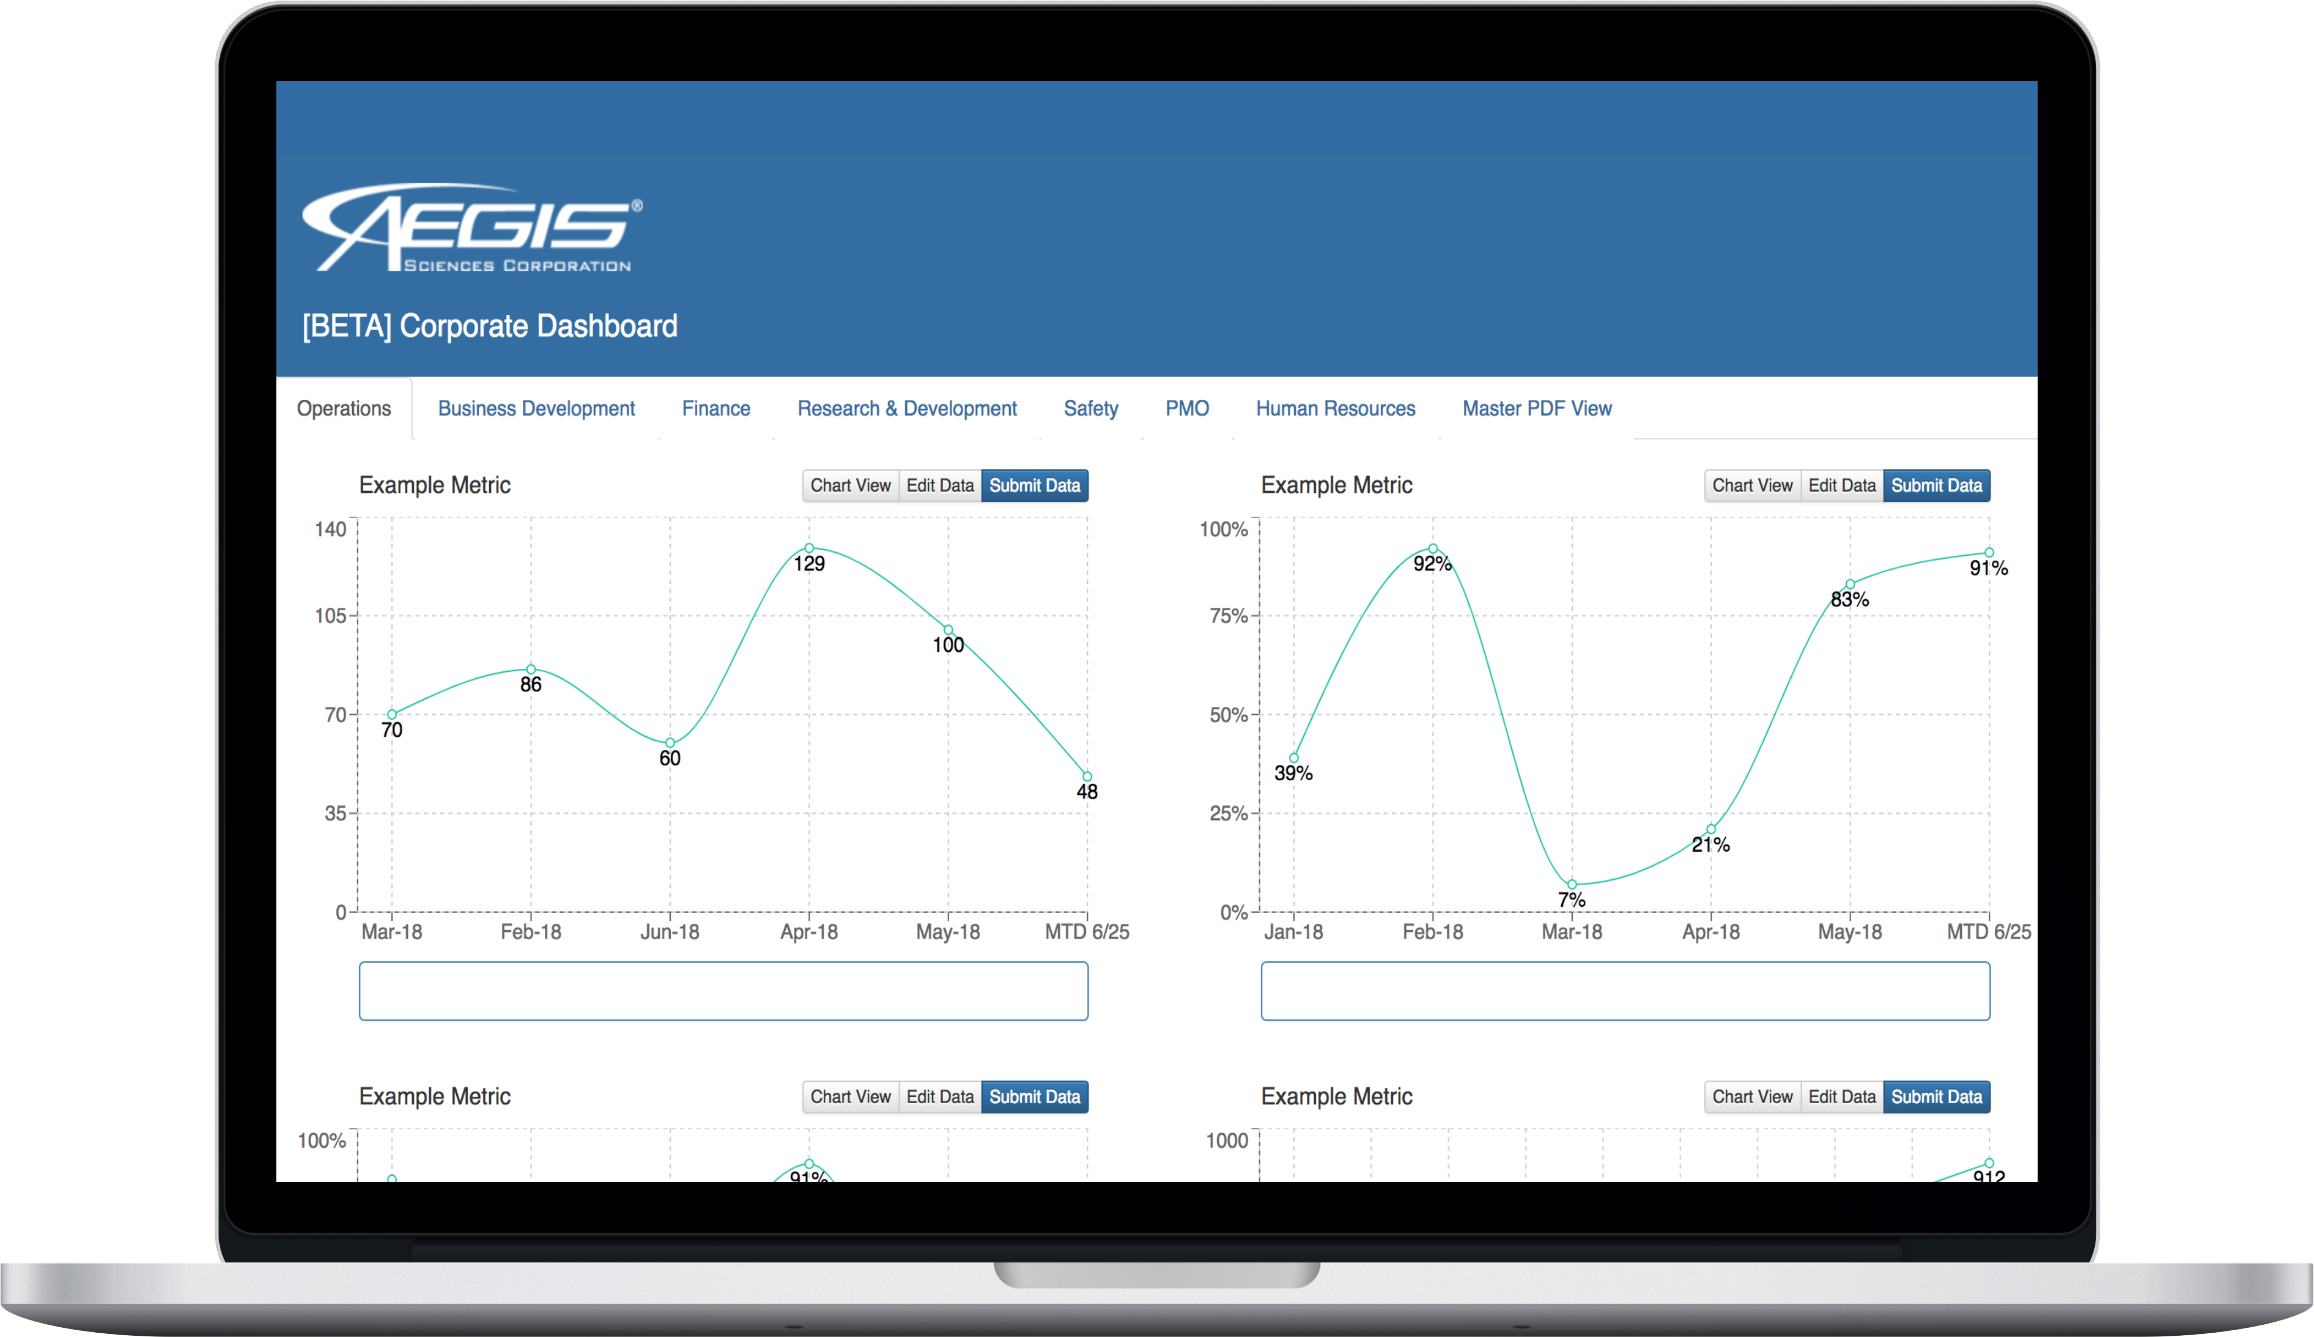 AEGIS®
SCIENCES CORPORATION
[BETA] Corporate Dashboard
Operations Business Development Finance Research & Development Safety PMO Human Resources Master PDF View
Example Metric Chart View Edit Data Submit Data
140
105
70
35
0
129
86
100
70
60
48
Mar-18 Feb-18 Jun-18 Apr-18 May-18 MTD 6/25
Example Metric Chart View Edit Data Submit Data
100%
75%
50%
25%
0%
92%
91%
83%
39%
21%
7%
Jan-18 Feb-18 Mar-18 Apr-18 May-18 MTD 6/25
Example Metric Chart View Edit Data Submit Data
100%
91%
Example Metric Chart View Edit Data Submit Data
1000
912